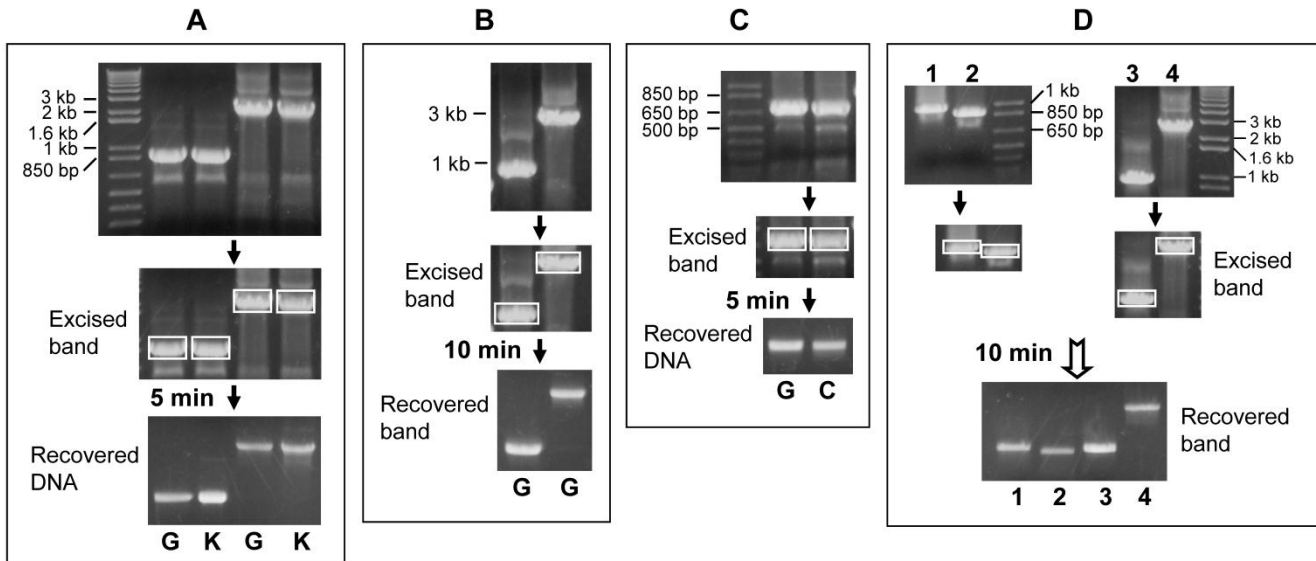 A
3 kb
2 kb
1.6 kb
1 kb
850 bp
Excised
band
5 min
Recovered
DNA
G K G K
B
3 kb
1 kb
Excised
band
10 min
Recovered
band
G G
C
850 bp
650 bp
500 bp
Excised
band
5 min
Recovered
DNA
G C
D
1 2
1 kb
850 bp
650 bp
3 4
3 kb
2 kb
1.6 kb
1 kb
Excised
band
10 min
Recovered
band
1 2 3 4